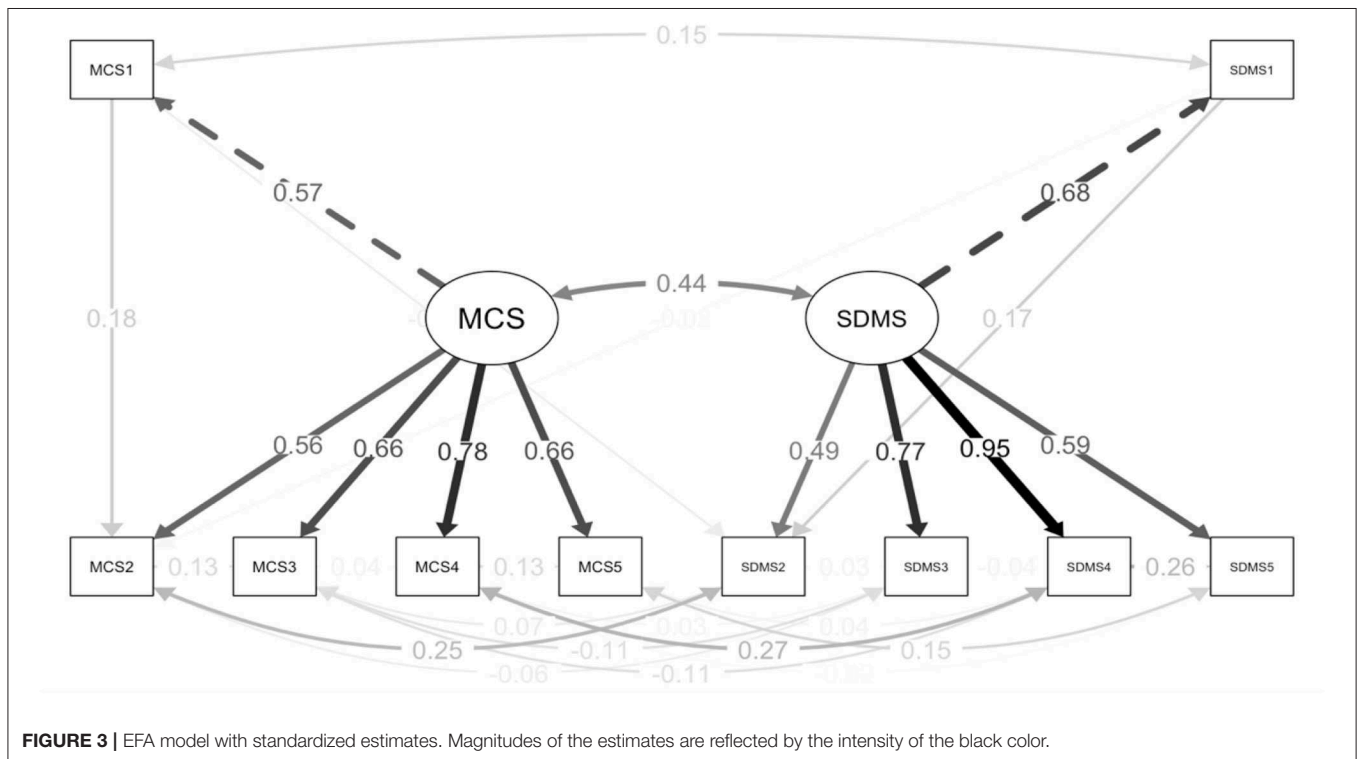 0.15
MCS1
SDMS1
0.57
0.68
0.44
0.18
MCS
SDMS
0.17
0.56
0.66
0.78
0.66
0.49
0.77
0.95
0.59
MCS2
0.13
MCS3
0.04
MCS4
0.13
MCS5
SDMS2
0.03
SDMS3
-0.04
SDMS4
0.26
SDMS5
0.07
0.03
0.04
0.25
-0.11
0.27
0.15
-0.06
-0.11
FIGURE 3 | EFA model with standardized estimates. Magnitudes of the estimates are reflected by the intensity of the black color.